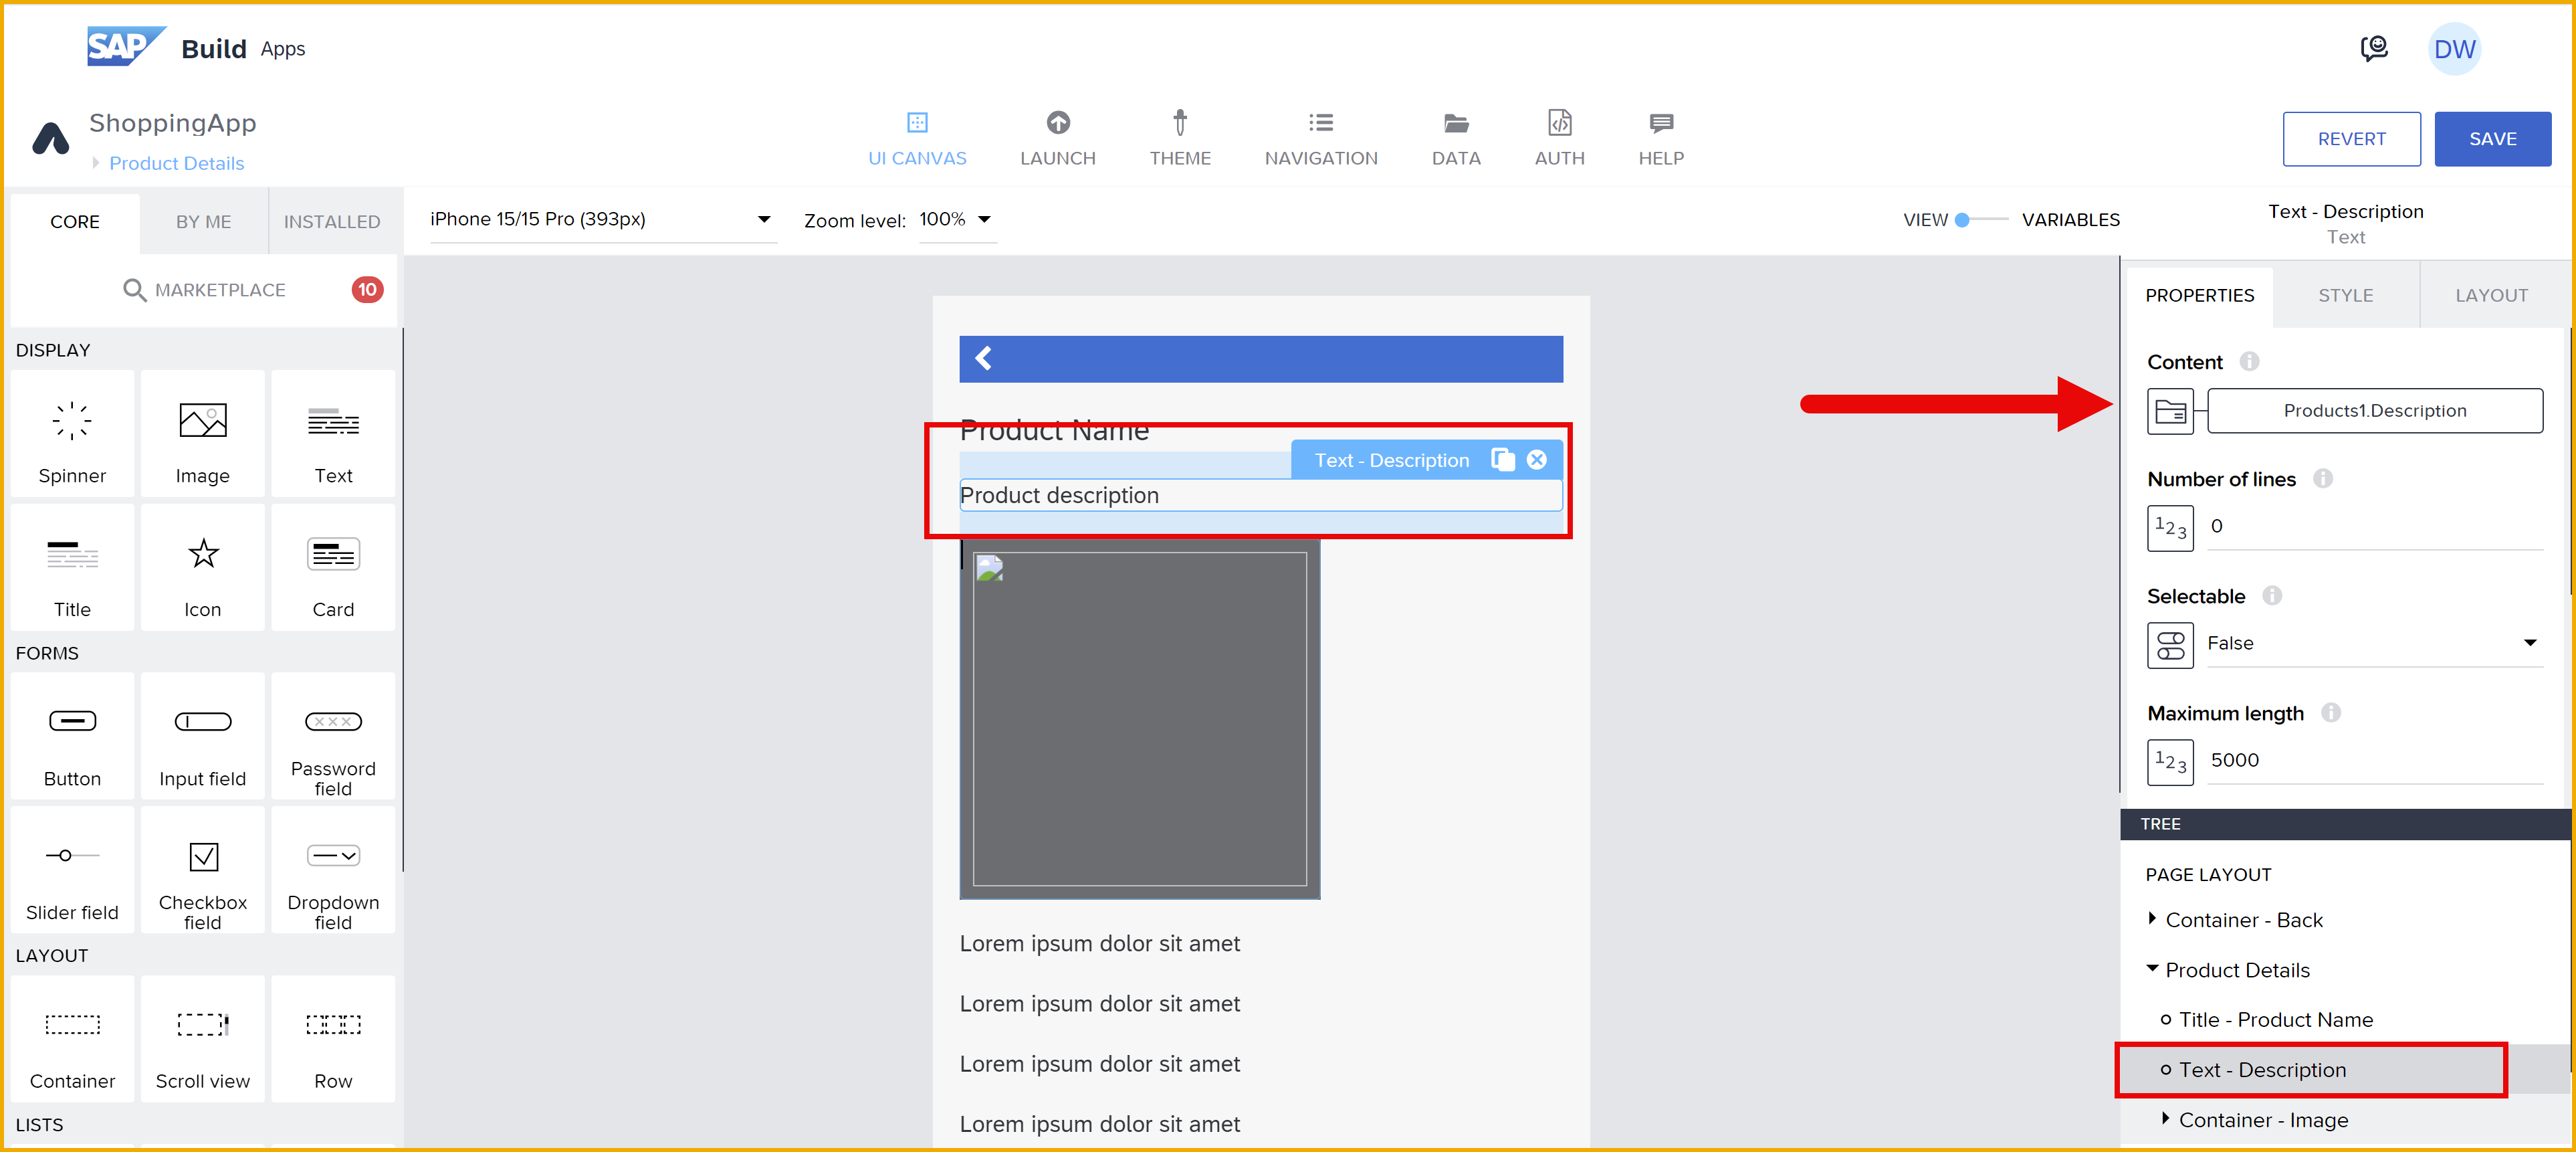 SAP Build Apps
DW
ShoppingApp
Product Details
UI CANVAS
LAUNCH
THEME
NAVIGATION
DATA
AUTH
HELP
REVERT
SAVE
CORE
BY ME
INSTALLED
MARKETPLACE
10
DISPLAY
Spinner
Image
Text
Title
Icon
Card
FORMS
Button
Input field
Password
field
Slider field
Checkbox
field
Dropdown
field
LAYOUT
Container
Scroll view
Row
LISTS
iPhone 15/15 Pro (393px)
Zoom level: 100%
VIEW
VARIABLES
Product Name
Text - Description
Product description
Lorem ipsum dolor sit amet
Lorem ipsum dolor sit amet
Lorem ipsum dolor sit amet
Lorem ipsum dolor sit amet
Text - Description
Text
PROPERTIES
STYLE
LAYOUT
Content
Products1.Description
Number of lines
123
0
Selectable
False
Maximum length
123
5000
TREE
PAGE LAYOUT
Container - Back
Product Details
Title - Product Name
Text - Description
Container - Image